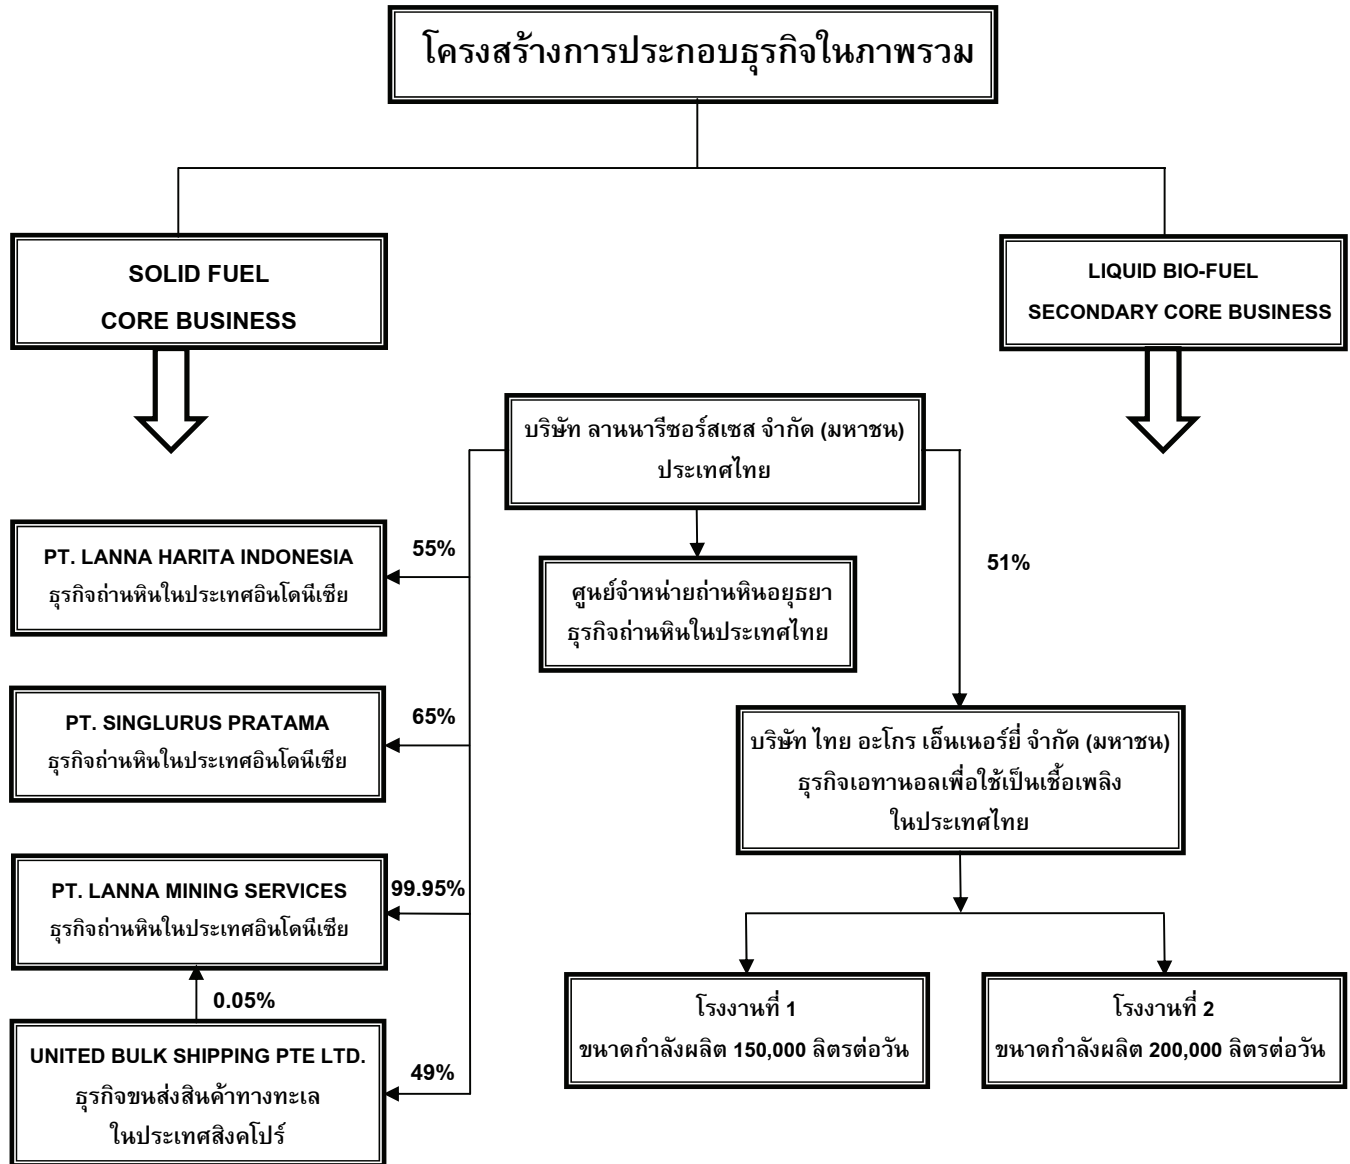 โครงสร้างการประกอบธุรกิจในภาพรวม
SOLID FUEL
CORE BUSINESS
LIQUID BIO-FUEL
SECONDARY CORE BUSINESS
บริษัท ลานนารีซอร์สเซส จำกัด (มหาชน)
ประเทศไทย
PT. LANNA HARITA INDONESIA
ธุรกิจถ่านหินในประเทศอินโดนีเซีย
55%
ศูนย์จำหน่ายถ่านหินอยุธยา
ธุรกิจถ่านหินในประเทศไทย
51%
PT. SINGLURUS PRATAMA
ธุรกิจถ่านหินในประเทศอินโดนีเซีย
65%
บริษัท ไทย อะโกร เอ็นเนอร์ยี่ จำกัด (มหาชน)
ธุรกิจเอทานอลเพื่อใช้เป็นเชื้อเพลิง
ในประเทศไทย
PT. LANNA MINING SERVICES
ธุรกิจถ่านหินในประเทศอินโดนีเซีย
99.95%
0.05%
UNITED BULK SHIPPING PTE LTD.
ธุรกิจขนส่งสินค้าทางทะเล
ในประเทศสิงคโปร์
49%
โรงงานที่ 1
ขนาดกำลังผลิต 150,000 ลิตรต่อวัน
โรงงานที่ 2
ขนาดกำลังผลิต 200,000 ลิตรต่อวัน